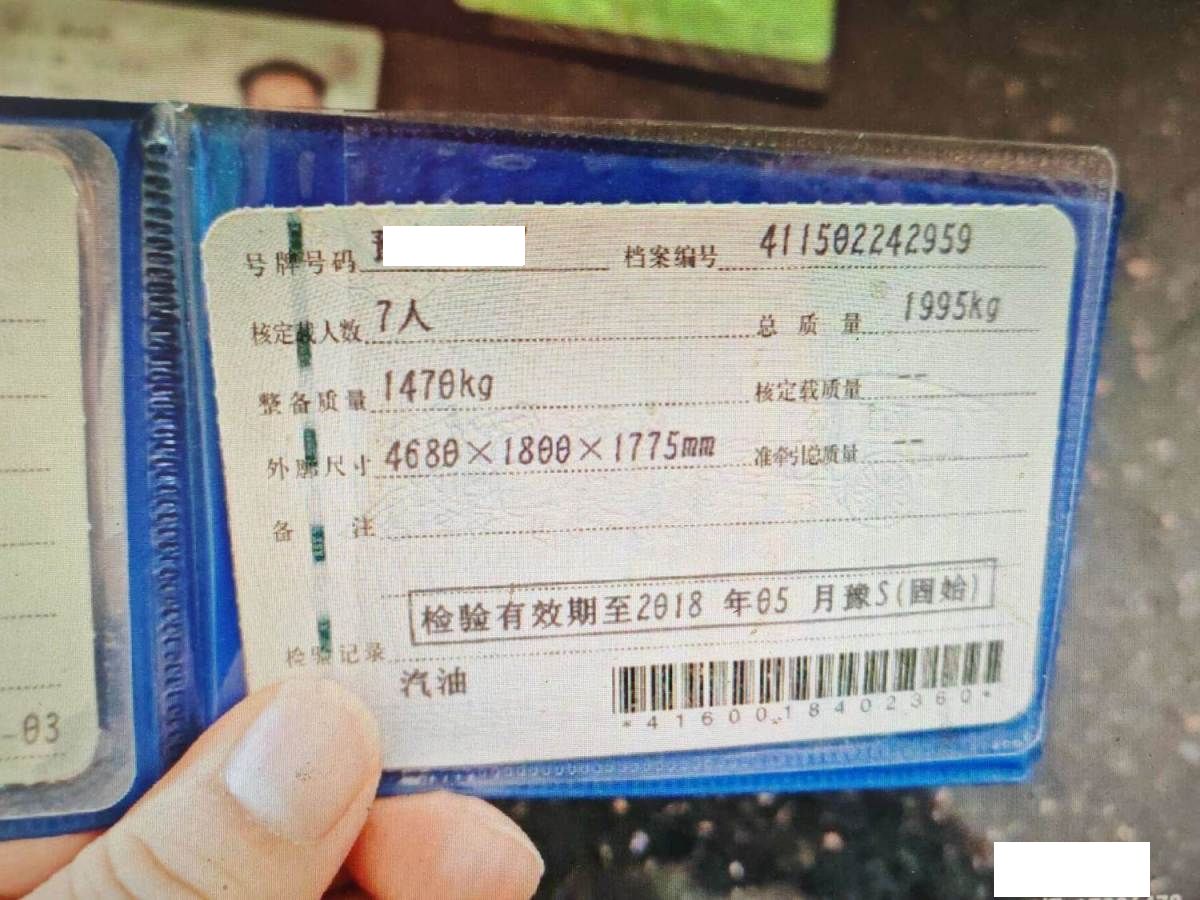 号牌号码 档案编号 411502242959
核定载人数 7人 总质量 1995kg
整备质量 1470kg 核定载质量 --
外廓尺寸 4680×1800×1775mm 准牵引总质量 --
备注
检验有效期至2018 年05 月豫S(固始)
检验记录
汽油
*4160018402360*
-03